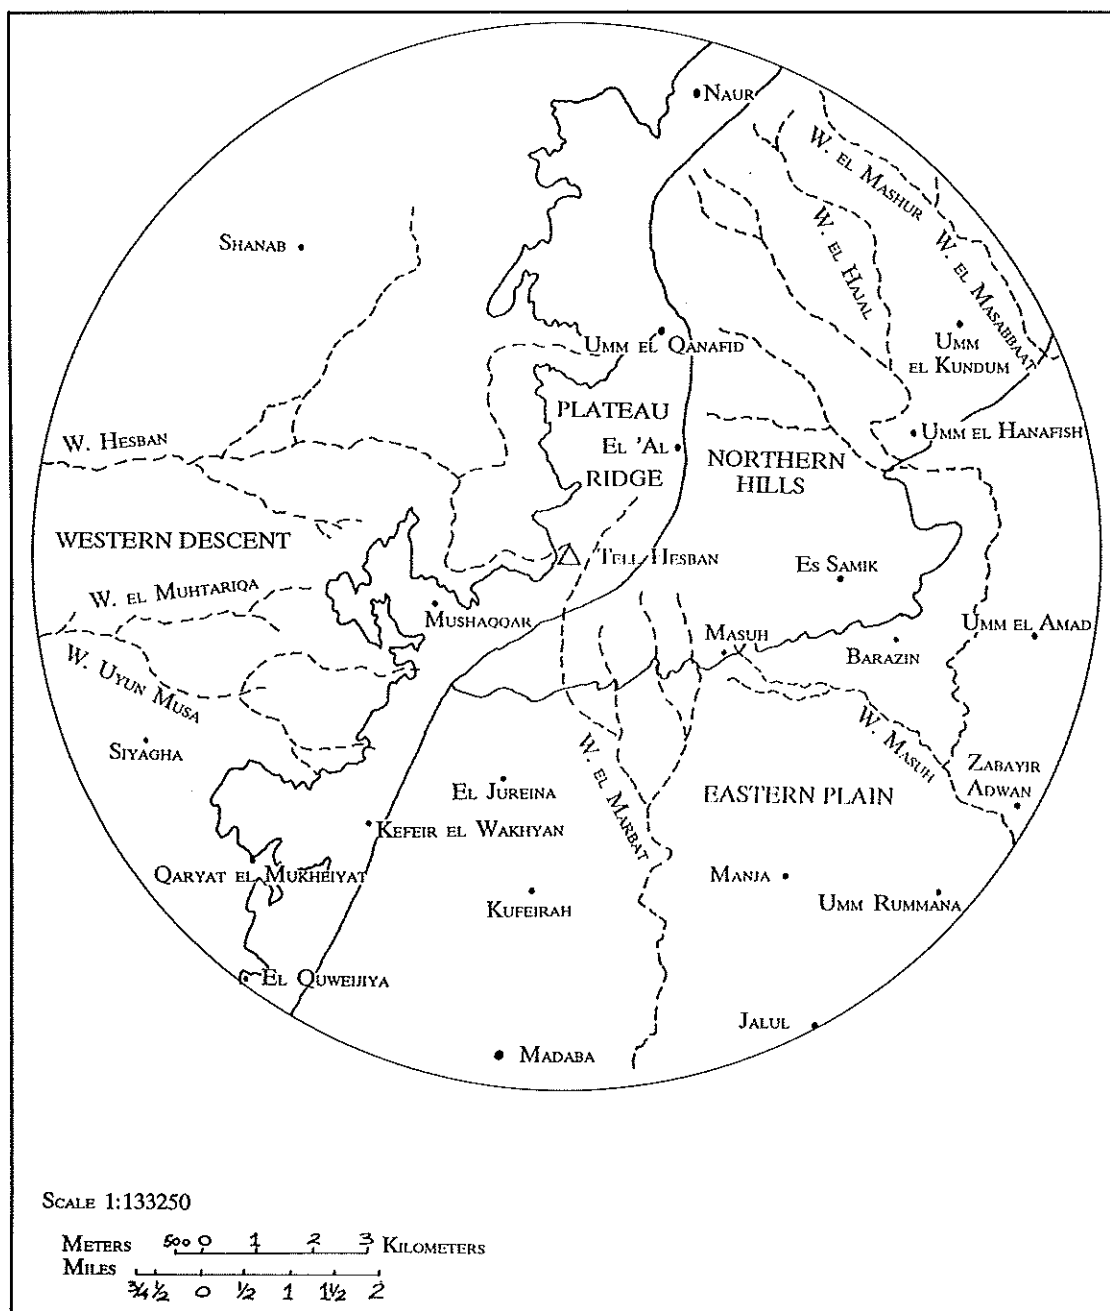 Naur
W. el Mashur
Shanab
W. el Hajal
W. el Masabbaat
Umm el Qanafid
Umm
el Kundum
PLATEAU
W. Hesban
El 'Al
Umm el Hanafish
RIDGE
NORTHERN
HILLS
WESTERN DESCENT
Tell Hesban
Es Samik
W. el Muhtariqa
Mushaqqar
Masuh
Umm el Amad
Barazin
W. Uyun Musa
Siyagha
W. Masuh
W. el Marbat
Zabayir
Adwan
El Jureina
EASTERN PLAIN
Kefeir el Wakhyan
Qaryat el Mukheiyat
Manja
Kufeirah
Umm Rummana
El Quweijiya
Jalul
Madaba
Scale 1:133250
Meters 500 0 1 2 3 Kilometers
Miles
3/4 1/2 0 1/2 1 1 1/2 2